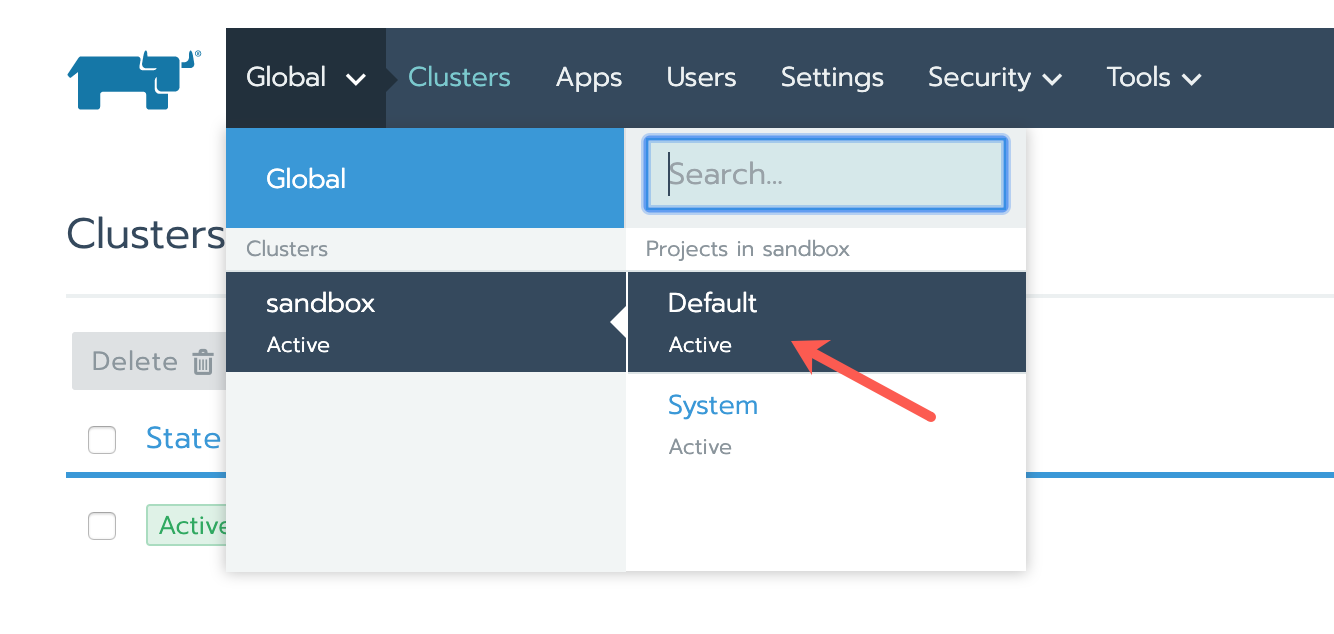 Global Clusters Apps Users Settings Security Tools
Global
Search...
Clusters
Projects in sandbox
sandbox
Active
Default
Active
System
Active
Clusters
Delete
State
Active